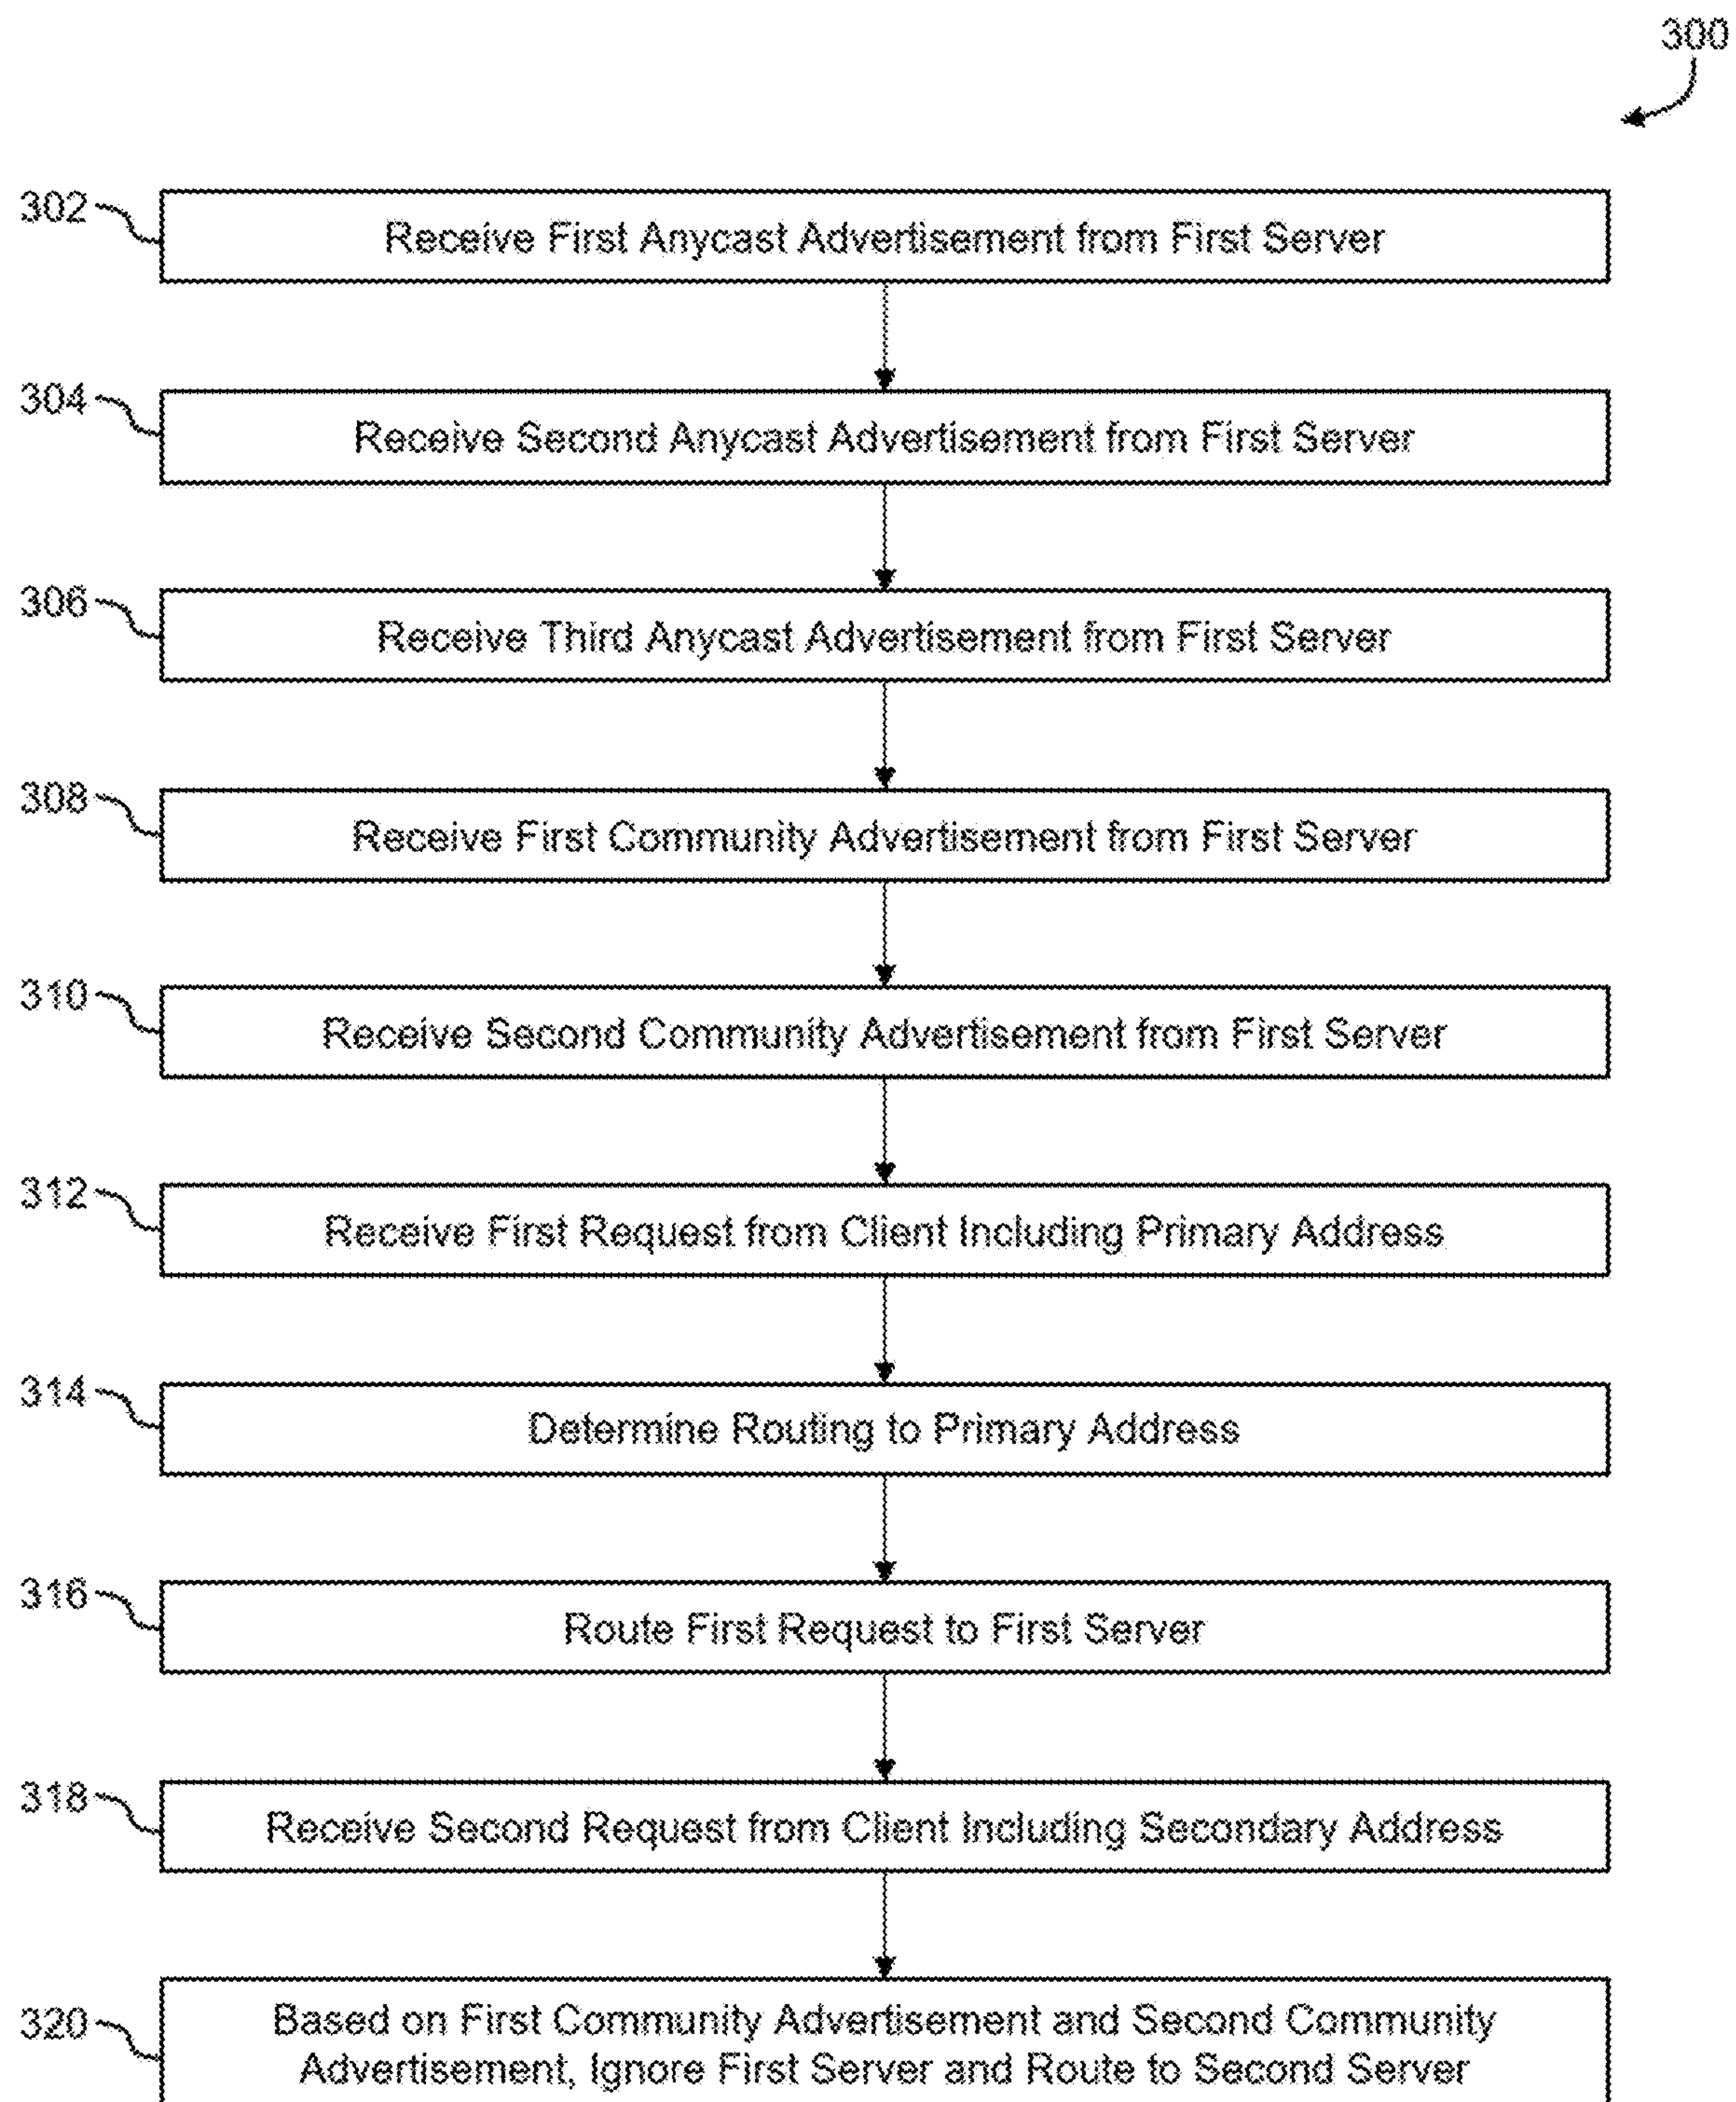 300
302
Receive First Anycast Advertisement from First Server
304
Receive Second Anycast Advertisement from First Server
306
Receive Third Anycast Advertisement from First Server
308
Receive First Community Advertisement from First Server
310
Receive Second Community Advertisement from First Server
312
Receive First Request from Client Including Primary Address
314
Determine Routing to Primary Address
316
Route First Request to First Server
318
Receive Second Request from Client Including Secondary Address
320
Based on First Community Advertisement and Second Community
Advertisement, Ignore First Server and Route to Second Server